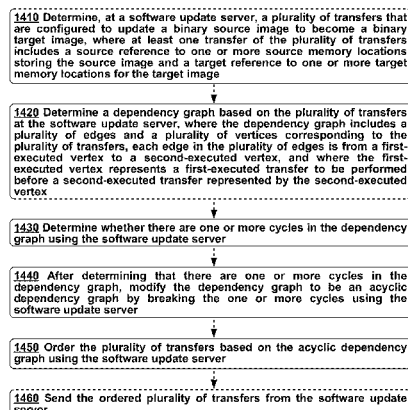 1410 Determine, at a software update server, a plurality of transfers that
are configured to update a binary source image to become a binary
target image, where at least one transfer of the plurality of transfers
includes a source reference to one or more source memory locations
storing the source image and a target reference to one or more target
memory locations for the target image
1420 Determine a dependency graph based on the plurality of transfers
at the software update server, where the dependency graph includes a
plurality of edges and a plurality of vertices corresponding to the
plurality of transfers, each edge in the plurality of edges is from a first-
executed vertex to a second-executed vertex, and where the first-
executed vertex represents a first-executed transfer to be performed
before a second-executed transfer represented by the second-executed
vertex
1430 Determine whether there are one or more cycles in the dependency
graph using the software update server
1440 After determining that there are one or more cycles in the
dependency graph, modify the dependency graph to be an acyclic
dependency graph by breaking the one or more cycles using the
software update server
1450 Order the plurality of transfers based on the acyclic dependency
graph using the software update server
1460 Send the ordered plurality of transfers from the software update
server